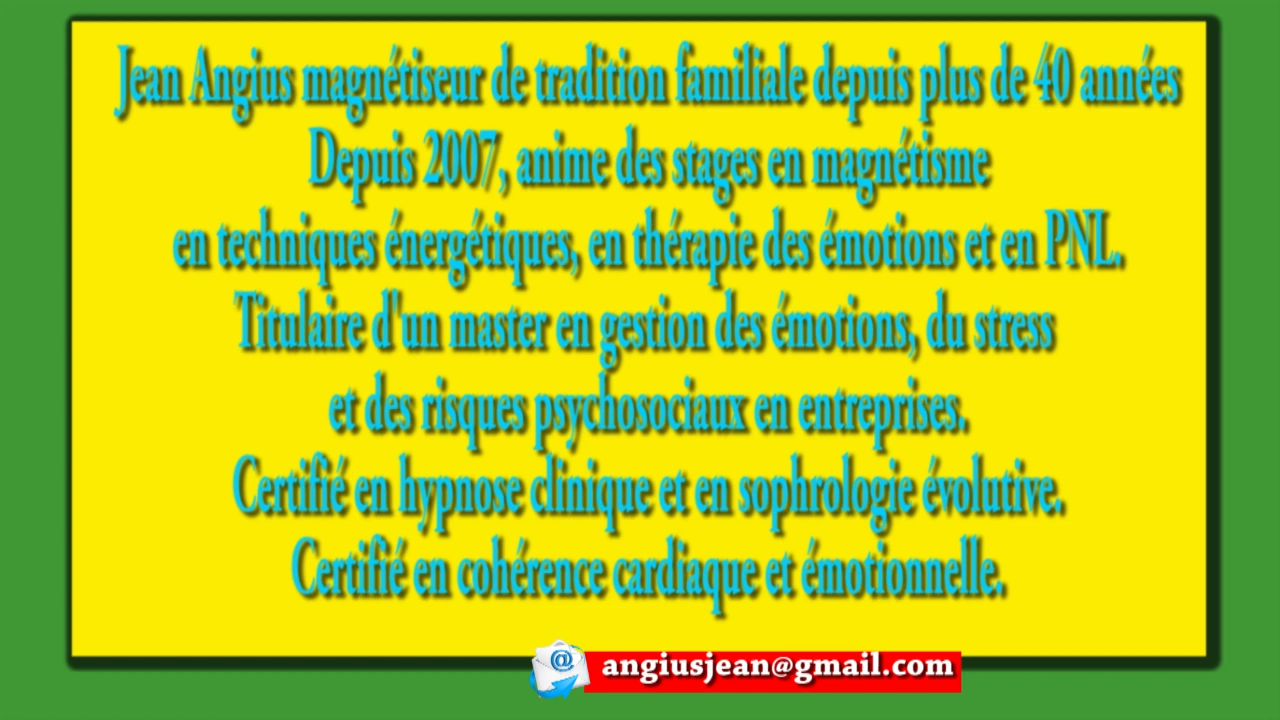 Jean Angius magnétiseur de tradition familiale depuis plus de 40 années
Depuis 2007, anime des stages en magnétisme
en techniques énergétiques, en thérapie des émotions et en PNL.
Titulaire d'un master en gestion des émotions, du stress
et des risques psychosociaux en entreprises.
Certifié en hypnose clinique et en sophrologie évolutive.
Certifié en cohérence cardiaque et émotionnelle.
@ angiusjean@gmail.com